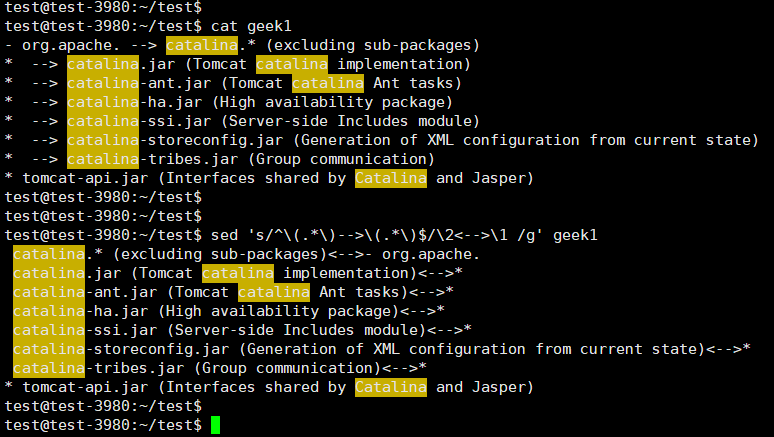 test@test-3980:~/test$
test@test-3980:~/test$ cat geek1
- org.apache. --> catalina.* (excluding sub-packages)
*  --> catalina.jar (Tomcat catalina implementation)
*  --> catalina-ant.jar (Tomcat catalina Ant tasks)
*  --> catalina-ha.jar (High availability package)
*  --> catalina-ssi.jar (Server-side Includes module)
*  --> catalina-storeconfig.jar (Generation of XML configuration from current state)
*  --> catalina-tribes.jar (Group communication)
* tomcat-api.jar (Interfaces shared by Catalina and Jasper)
test@test-3980:~/test$
test@test-3980:~/test$
test@test-3980:~/test$ sed 's/^\(.*\)-->\(.*\)$/\2<-->\1 /g' geek1
 catalina.* (excluding sub-packages)<-->- org.apache.
 catalina.jar (Tomcat catalina implementation)<-->*
 catalina-ant.jar (Tomcat catalina Ant tasks)<-->*
 catalina-ha.jar (High availability package)<-->*
 catalina-ssi.jar (Server-side Includes module)<-->*
 catalina-storeconfig.jar (Generation of XML configuration from current state)<-->*
 catalina-tribes.jar (Group communication)<-->*
* tomcat-api.jar (Interfaces shared by Catalina and Jasper)
test@test-3980:~/test$
test@test-3980:~/test$